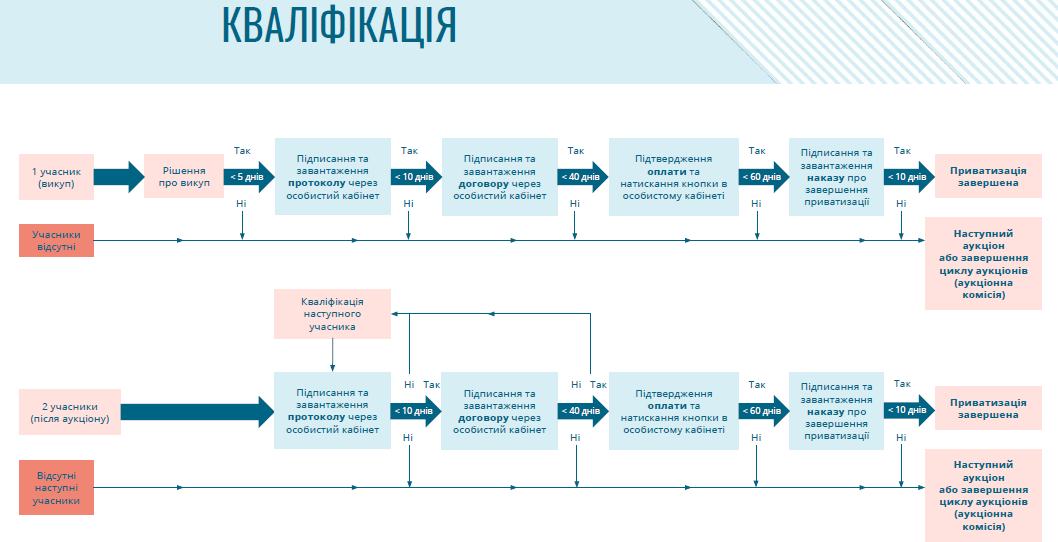 КВАЛІФІКАЦІЯ
1 учасник
(викуп)
Рішення
про викуп
Так
< 5 днів
Ні
Підписання та
завантаження
протоколу через
особистий кабінет
Так
< 10 днів
Ні
Підписання та
завантаження
договору через
особистий кабінет
Так
< 40 днів
Ні
Підтвердження
оплати та
натискання кнопки в
особистому кабінеті
Так
< 60 днів
Ні
Підписання та
завантаження
наказу про
завершення
приватизації
Так
< 10 днів
Ні
Приватизація
завершена
Учасники
відсутні
Наступний
аукціон
або завершення
циклу аукціонів
(аукціонна
комісія)
Кваліфікація
наступного
учасника
2 учасники
(після аукціону)
Підписання та
завантаження
протоколу через
особистий кабінет
Ні Так
< 10 днів
Ні
Підписання та
завантаження
договору через
особистий кабінет
Ні Так
< 40 днів
Ні
Підтвердження
оплати та
натискання кнопки в
особистому кабінеті
Так
< 60 днів
Ні
Підписання та
завантаження
наказу про
завершення
приватизації
Так
< 10 днів
Ні
Приватизація
завершена
Відсутні
наступні
учасники
Наступний
аукціон
або завершення
циклу аукціонів
(аукціонна
комісія)